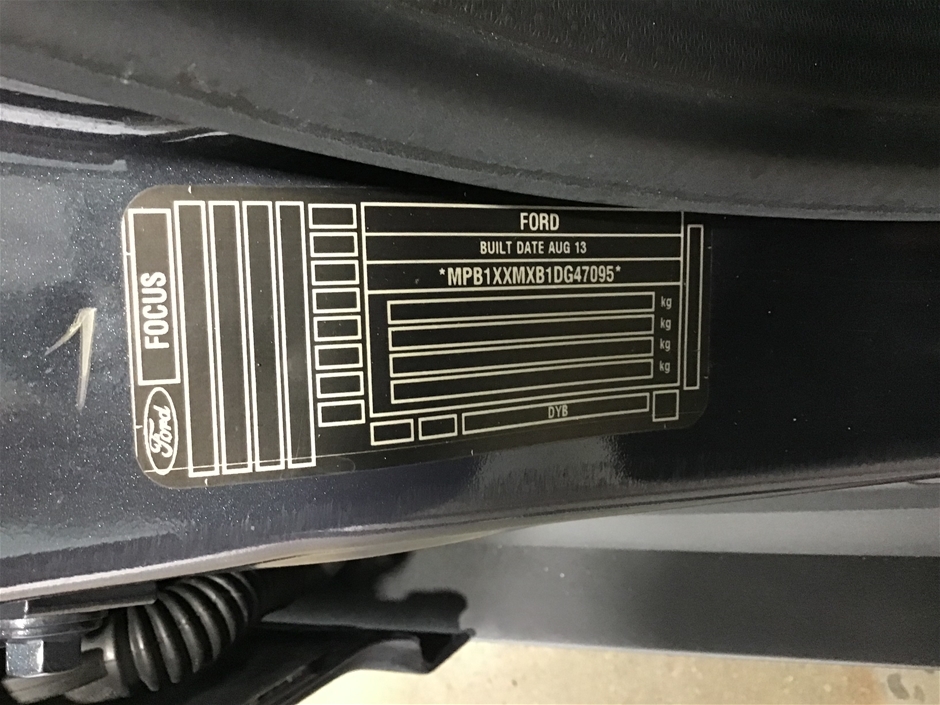 FORD
BUILT DATE AUG 13
*MPB1XXMXB1DG47095*
kg
kg
kg
kg
DYB
FOCUS
Ford